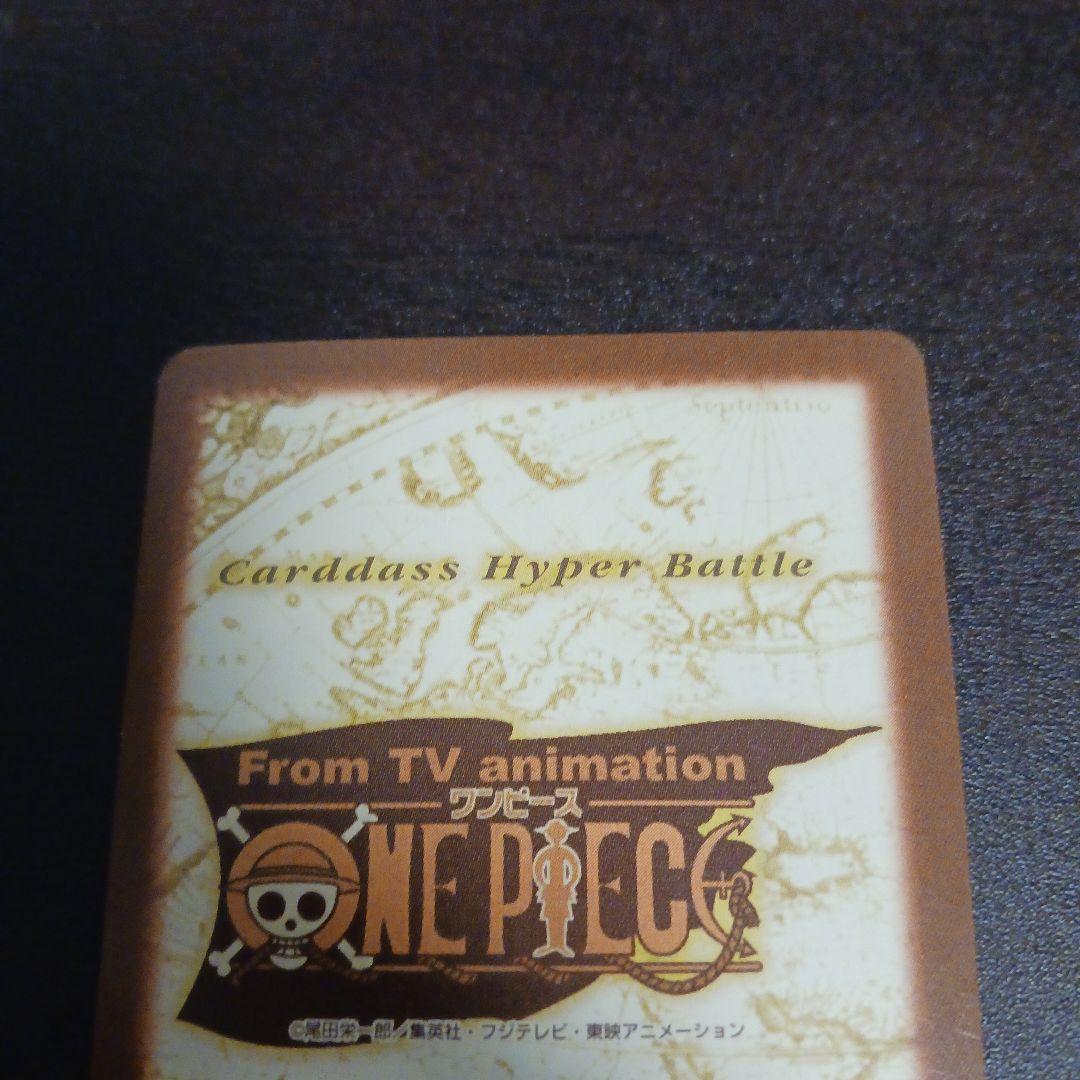 Septentrio
Carddass Hyper Battle
From TV animation
ワンピース
ONE PIECE
©尾田栄一郎／集英社・フジテレビ・東映アニメーション